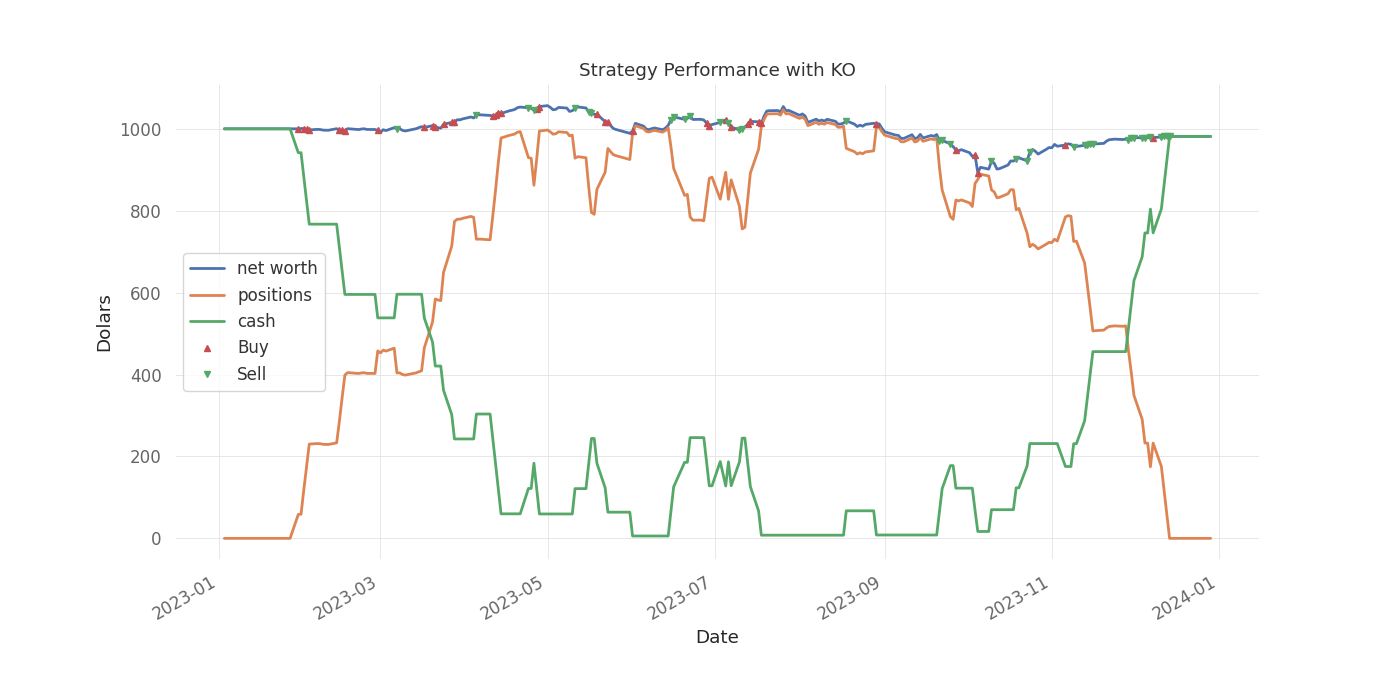 Strategy Performance with KO
Dolars
1000
800
600
400
200
0
net worth
positions
cash
Buy
Sell
2023-01
2023-03
2023-05
2023-07
2023-09
2023-11
2024-01
Date